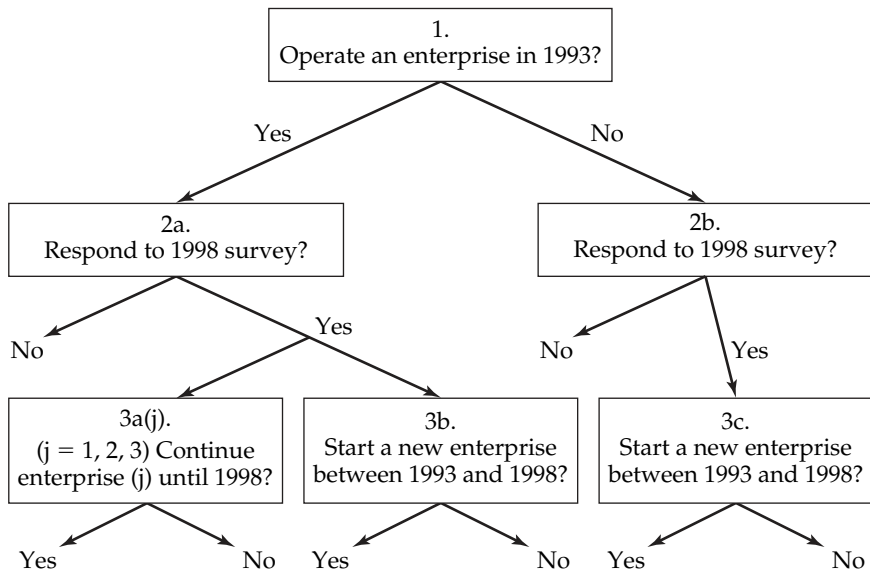 1.
Operate an enterprise in 1993?
Yes
No
2a.
Respond to 1998 survey?
2b.
Respond to 1998 survey?
No
Yes
No
Yes
3a(j).
(j = 1, 2, 3) Continue
enterprise (j) until 1998?
3b.
Start a new enterprise
between 1993 and 1998?
3c.
Start a new enterprise
between 1993 and 1998?
Yes
No
Yes
No
Yes
No